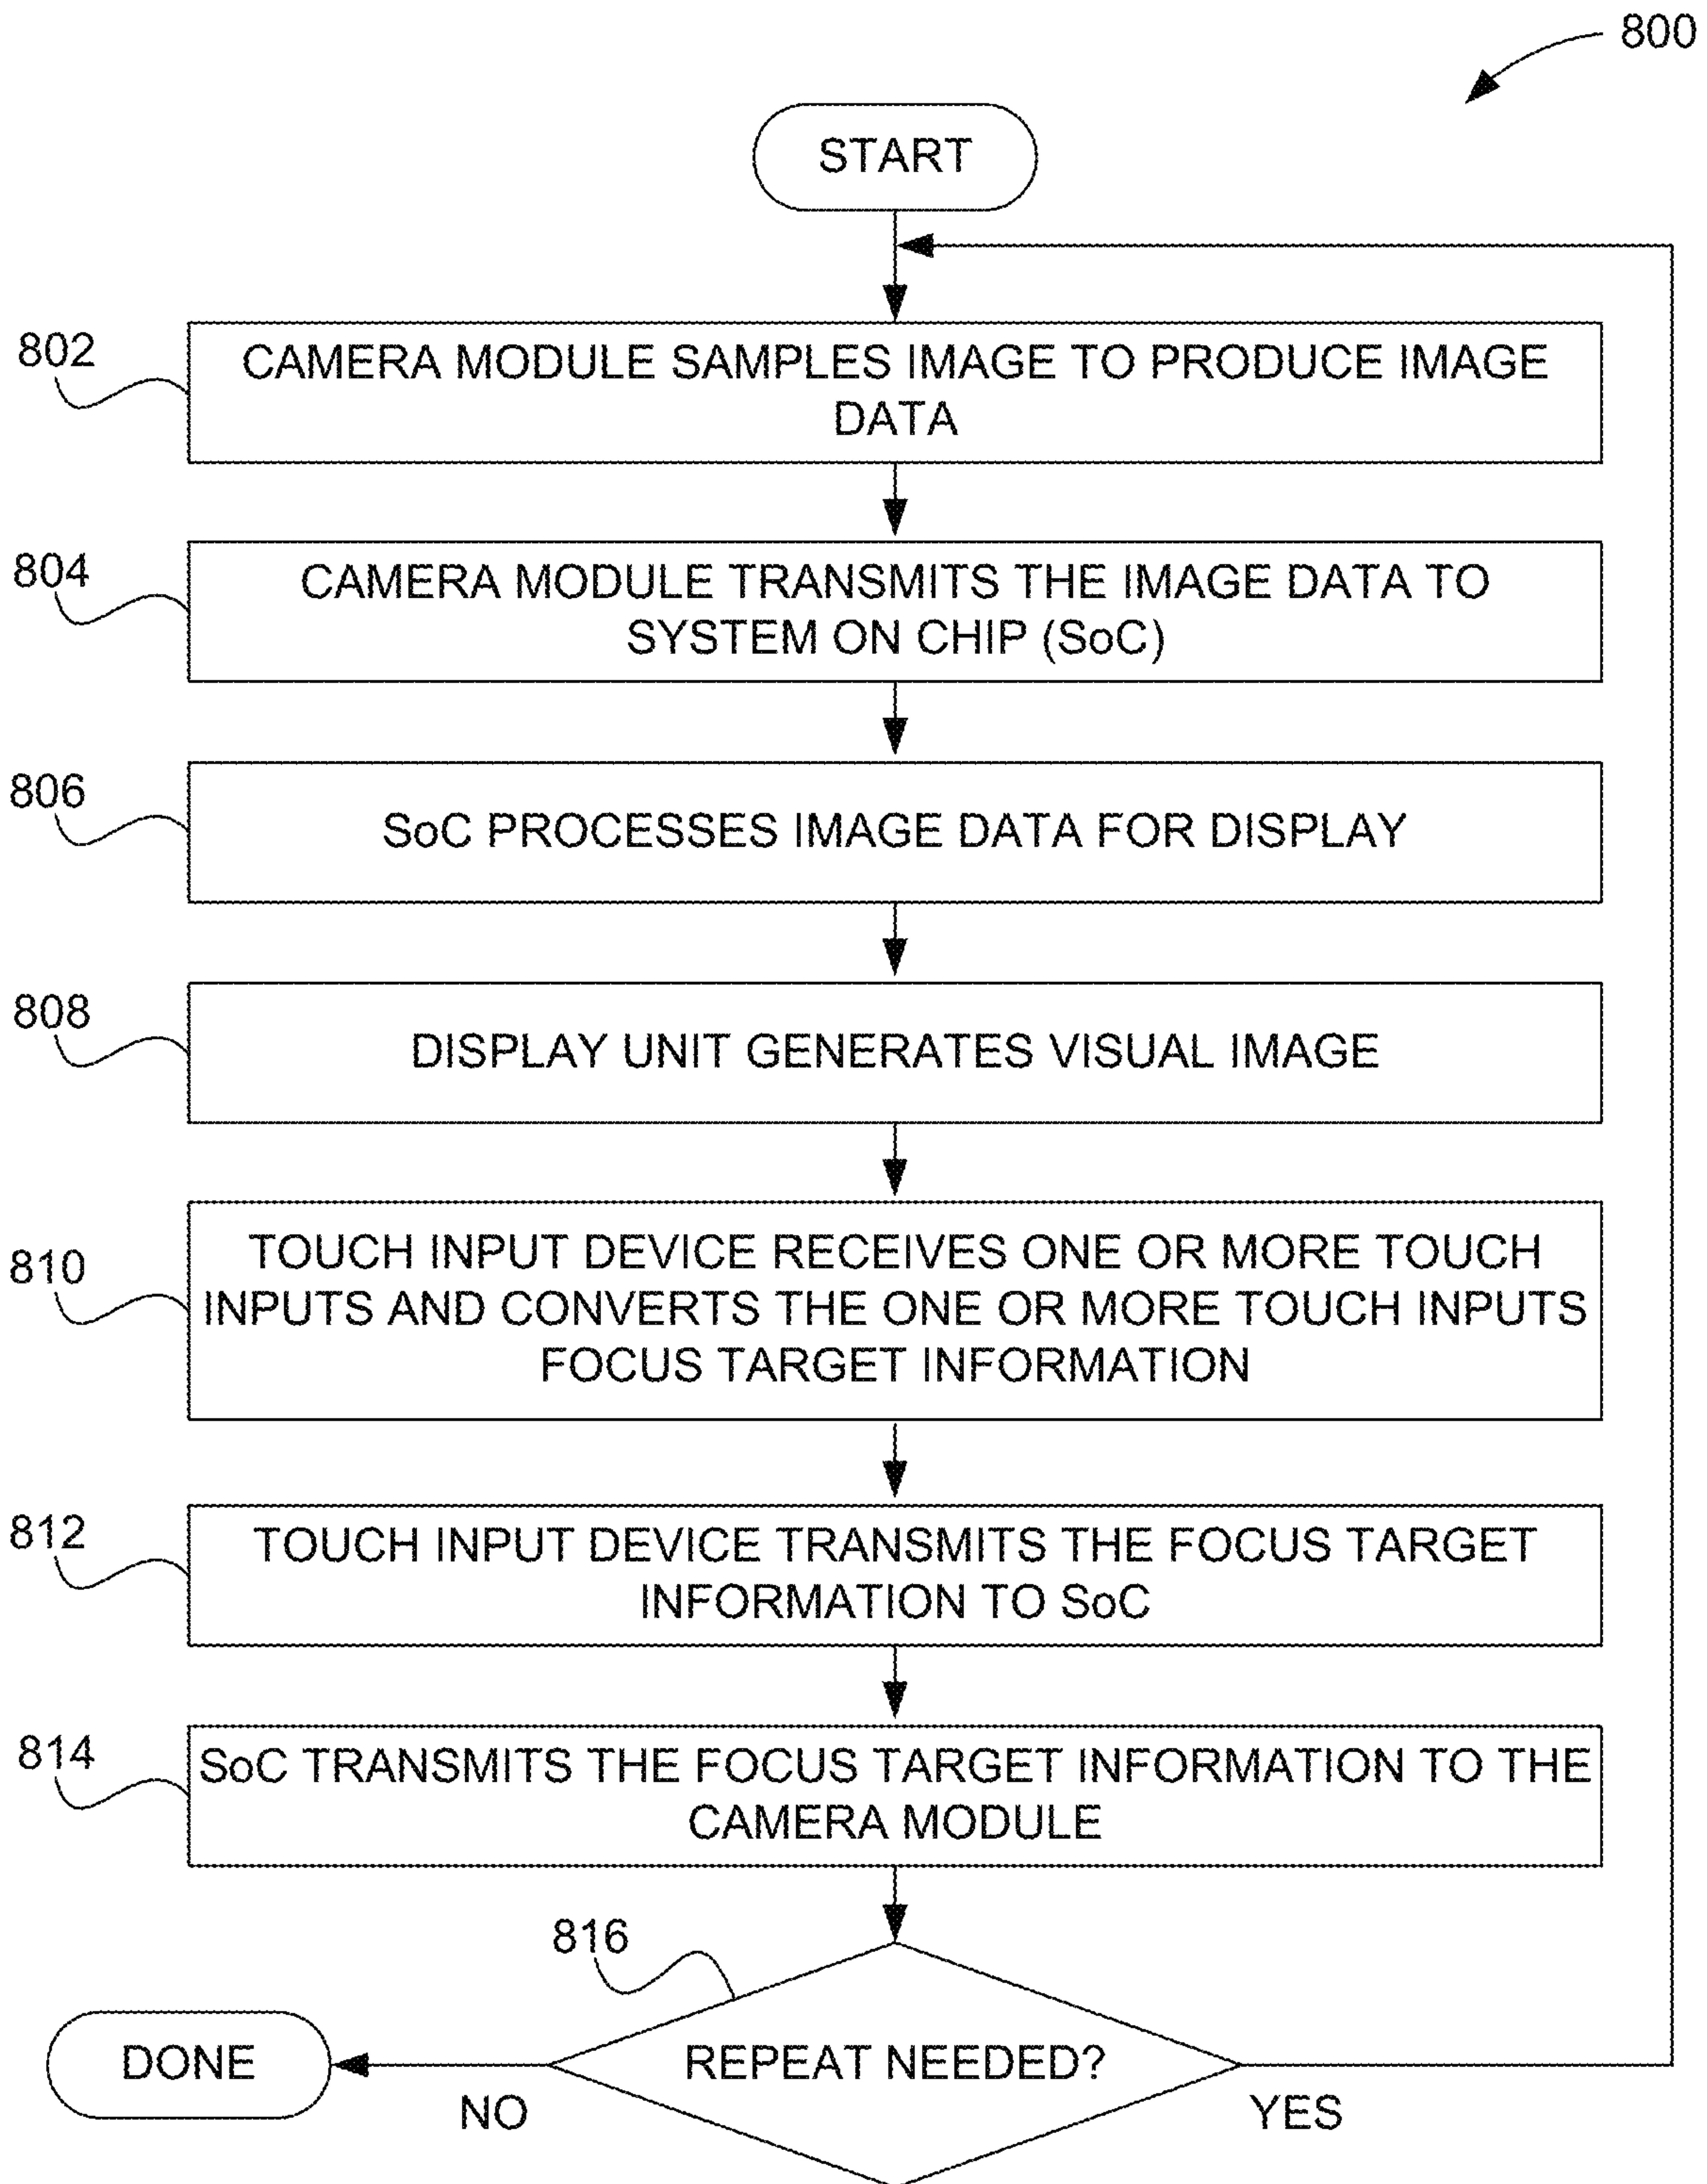 800
START
802
CAMERA MODULE SAMPLES IMAGE TO PRODUCE IMAGE
DATA
804
CAMERA MODULE TRANSMITS THE IMAGE DATA TO
SYSTEM ON CHIP (SoC)
806
SoC PROCESSES IMAGE DATA FOR DISPLAY
808
DISPLAY UNIT GENERATES VISUAL IMAGE
810
TOUCH INPUT DEVICE RECEIVES ONE OR MORE TOUCH
INPUTS AND CONVERTS THE ONE OR MORE TOUCH INPUTS
FOCUS TARGET INFORMATION
812
TOUCH INPUT DEVICE TRANSMITS THE FOCUS TARGET
INFORMATION TO SoC
814
SoC TRANSMITS THE FOCUS TARGET INFORMATION TO THE
CAMERA MODULE
816
REPEAT NEEDED?
DONE
NO
YES